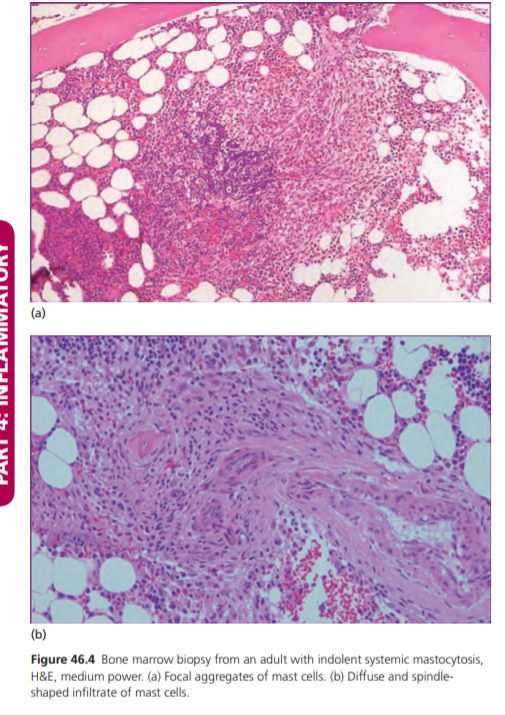 (a)
PART 4: INFLAMMATORY
(b)
Figure 46.4 Bone marrow biopsy from an adult with indolent systemic mastocytosis,
H&E, medium power. (a) Focal aggregates of mast cells. (b) Diffuse and spindle-
shaped infiltrate of mast cells.